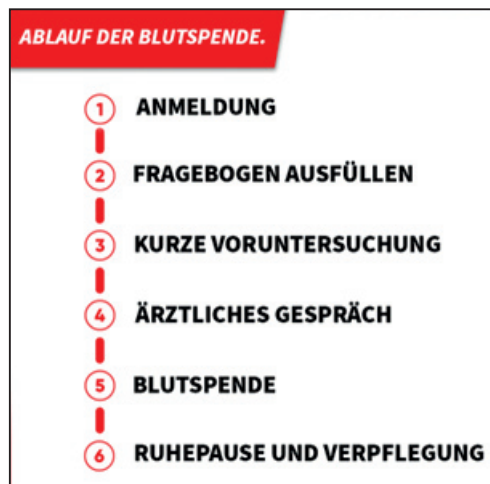 ABLAUF DER BLUTSPENDE.
1 ANMELDUNG
2 FRAGEBOGEN AUSFÜLLEN
3 KURZE VORUNTERSUCHUNG
4 ÄRZTLICHES GESPRÄCH
5 BLUTSPENDE
6 RUHEPAUSE UND VERPFLEGUNG